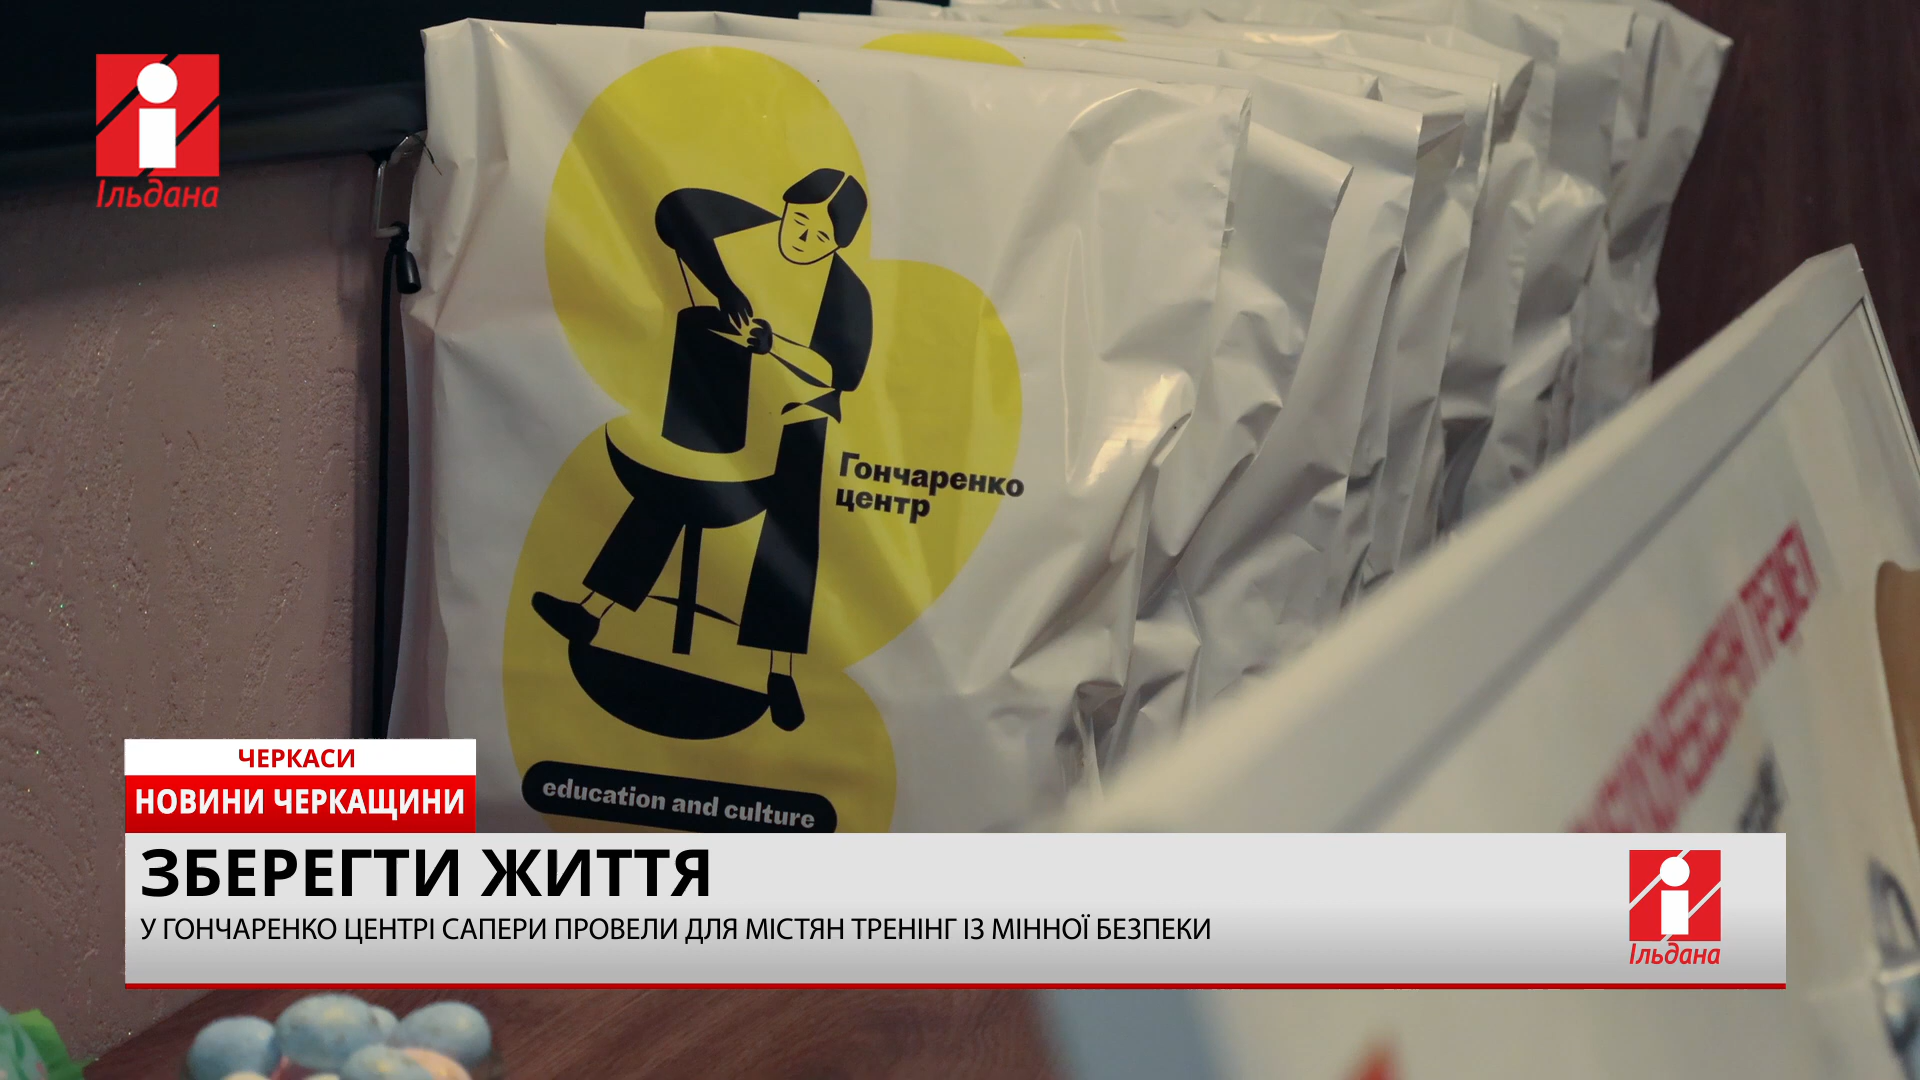 Ільдана
Гончаренко
центр
education and culture
ЧЕРКАСИ
НОВИНИ ЧЕРКАЩИНИ
ЗБЕРЕГТИ ЖИТТЯ
У ГОНЧАРЕНКО ЦЕНТРІ САПЕРИ ПРОВЕЛИ ДЛЯ МІСТЯН ТРЕНІНГ ІЗ МІННОЇ БЕЗПЕКИ
Ільдана